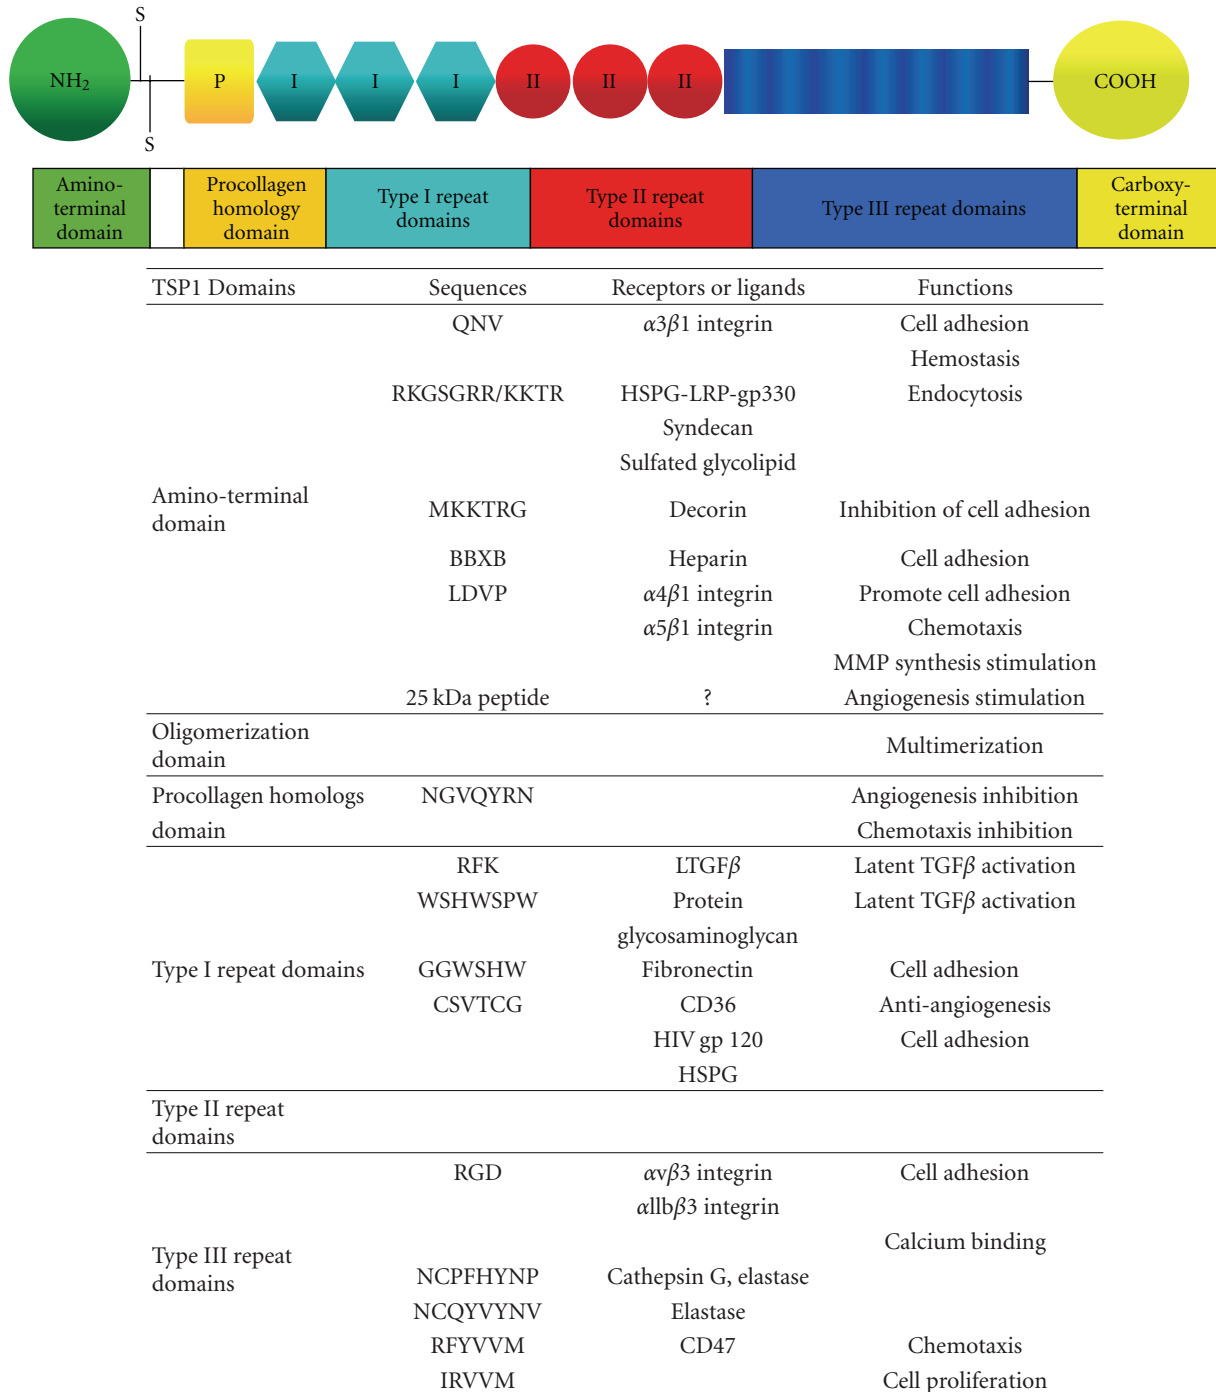 S
NH2 P I I I II II II COOH
S
Amino-
terminal
domain
Procollagen
homology
domain
Type I repeat
domains
Type II repeat
domains
Type III repeat domains
Carboxy-
terminal
domain
TSP1 Domains Sequences Receptors or ligands Functions
QNV α3β1 integrin Cell adhesion
Hemostasis
RKGSGRR/KKTR HSPG-LRP-gp330 Endocytosis
Syndecan
Sulfated glycolipid
Amino-terminal
domain
MKKTRG Decorin Inhibition of cell adhesion
BBXB Heparin Cell adhesion
LDVP α4β1 integrin Promote cell adhesion
α5β1 integrin Chemotaxis
MMP synthesis stimulation
25 kDa peptide ? Angiogenesis stimulation
Oligomerization
domain
Multimerization
Procollagen homologs NGVQYRN Angiogenesis inhibition
domain Chemotaxis inhibition
RFK LTGFβ Latent TGFβ activation
WSHWSPW Protein Latent TGFβ activation
glycosaminoglycan
Type I repeat domains GGWSHW Fibronectin Cell adhesion
CSVTCG CD36 Anti-angiogenesis
HIV gp 120 Cell adhesion
HSPG
Type II repeat
domains
RGD αvβ3 integrin Cell adhesion
αllbβ3 integrin
Calcium binding
Type III repeat
domains
NCPFHYNP Cathepsin G, elastase
NCQYVYNV Elastase
RFYVVM CD47 Chemotaxis
IRVVM Cell proliferation